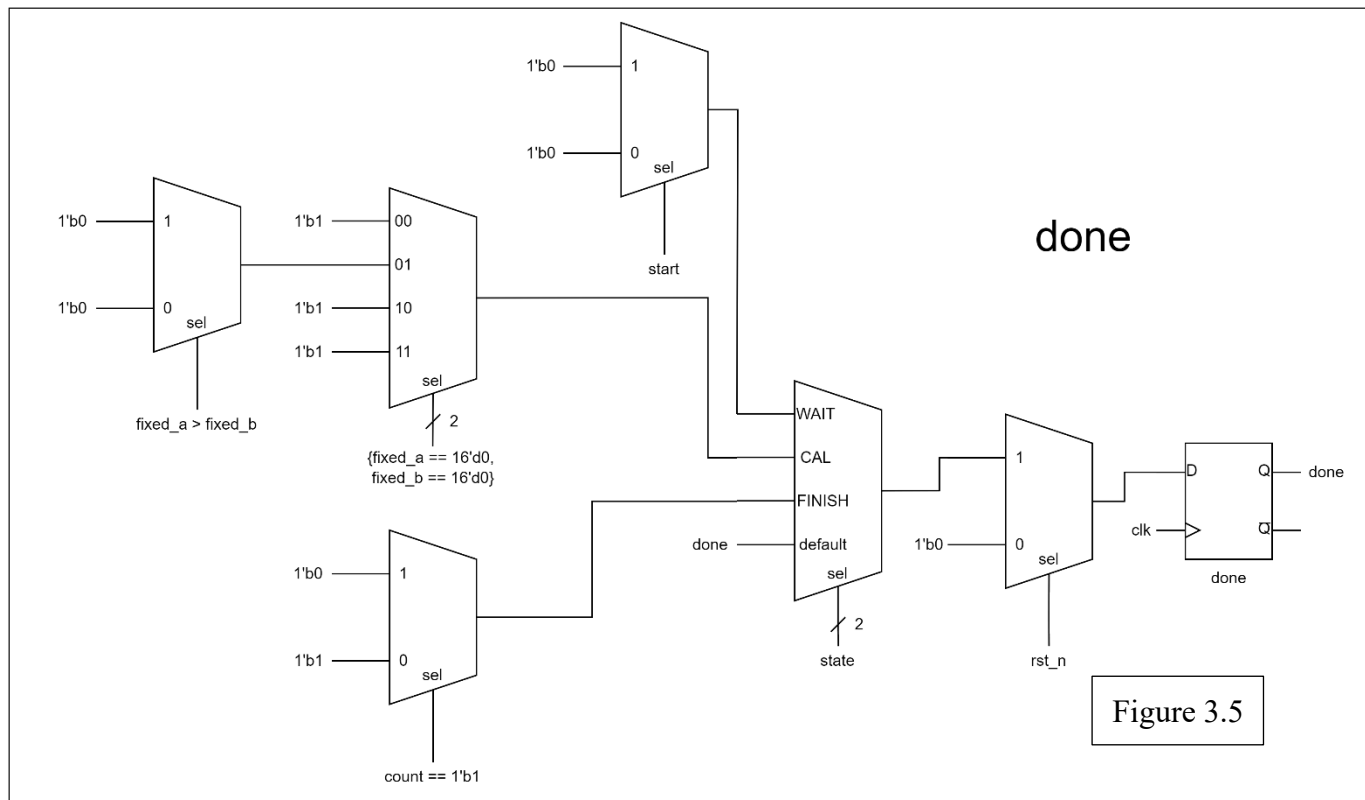 1'b0
1
1'b0
0
sel
start
done
1'b0
1
1'b0
0
sel
fixed_a > fixed_b
1'b1
00
01
1'b1
10
1'b1
11
sel
2
{fixed_a == 16'd0,
fixed_b == 16'd0}
1'b0
1
1'b1
0
sel
count == 1'b1
WAIT
CAL
FINISH
done
default
sel
2
state
1
1'b0
0
sel
rst_n
D
Q
done
clk
Q̅
done
Figure 3.5